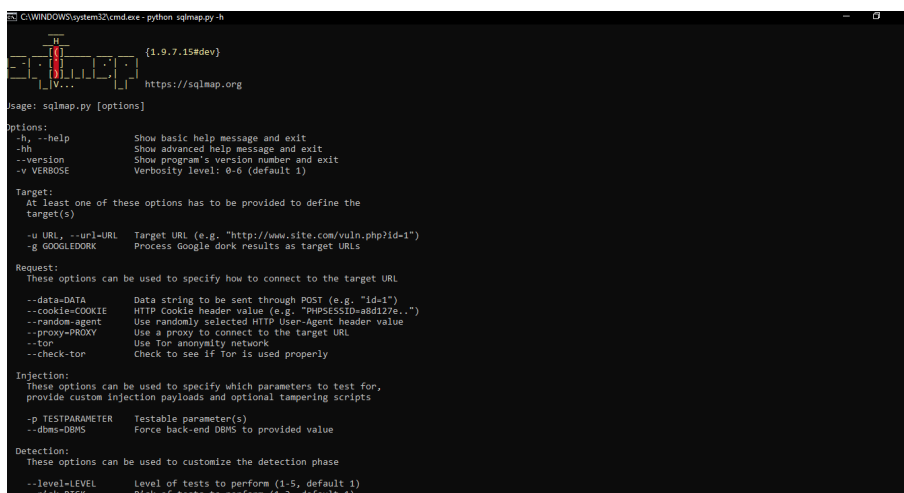 C:\WINDOWS\system32\cmd.exe - python sqlmap.py -h
{1.9.7.15#dev}
https://sqlmap.org
Usage: sqlmap.py [options]
Options:
-h, --help Show basic help message and exit
-hh Show advanced help message and exit
--version Show program's version number and exit
-v VERBOSE Verbosity level: 0-6 (default 1)
Target:
At least one of these options has to be provided to define the
target(s)
-u URL, --url=URL Target URL (e.g. "http://www.site.com/vuln.php?id=1")
-g GOOGLEDORK Process Google dork results as target URLs
Request:
These options can be used to specify how to connect to the target URL
--data=DATA Data string to be sent through POST (e.g. "id=1")
--cookie=COOKIE HTTP Cookie header value (e.g. "PHPSESSID=a8d127e..")
--random-agent Use randomly selected HTTP User-Agent header value
--proxy=PROXY Use a proxy to connect to the target URL
--tor Use Tor anonymity network
--check-tor Check to see if Tor is used properly
Injection:
These options can be used to specify which parameters to test for,
provide custom injection payloads and optional tampering scripts
-p TESTPARAMETER Testable parameter(s)
--dbms=DBMS Force back-end DBMS to provided value
Detection:
These options can be used to customize the detection phase
--level=LEVEL Level of tests to perform (1-5, default 1)